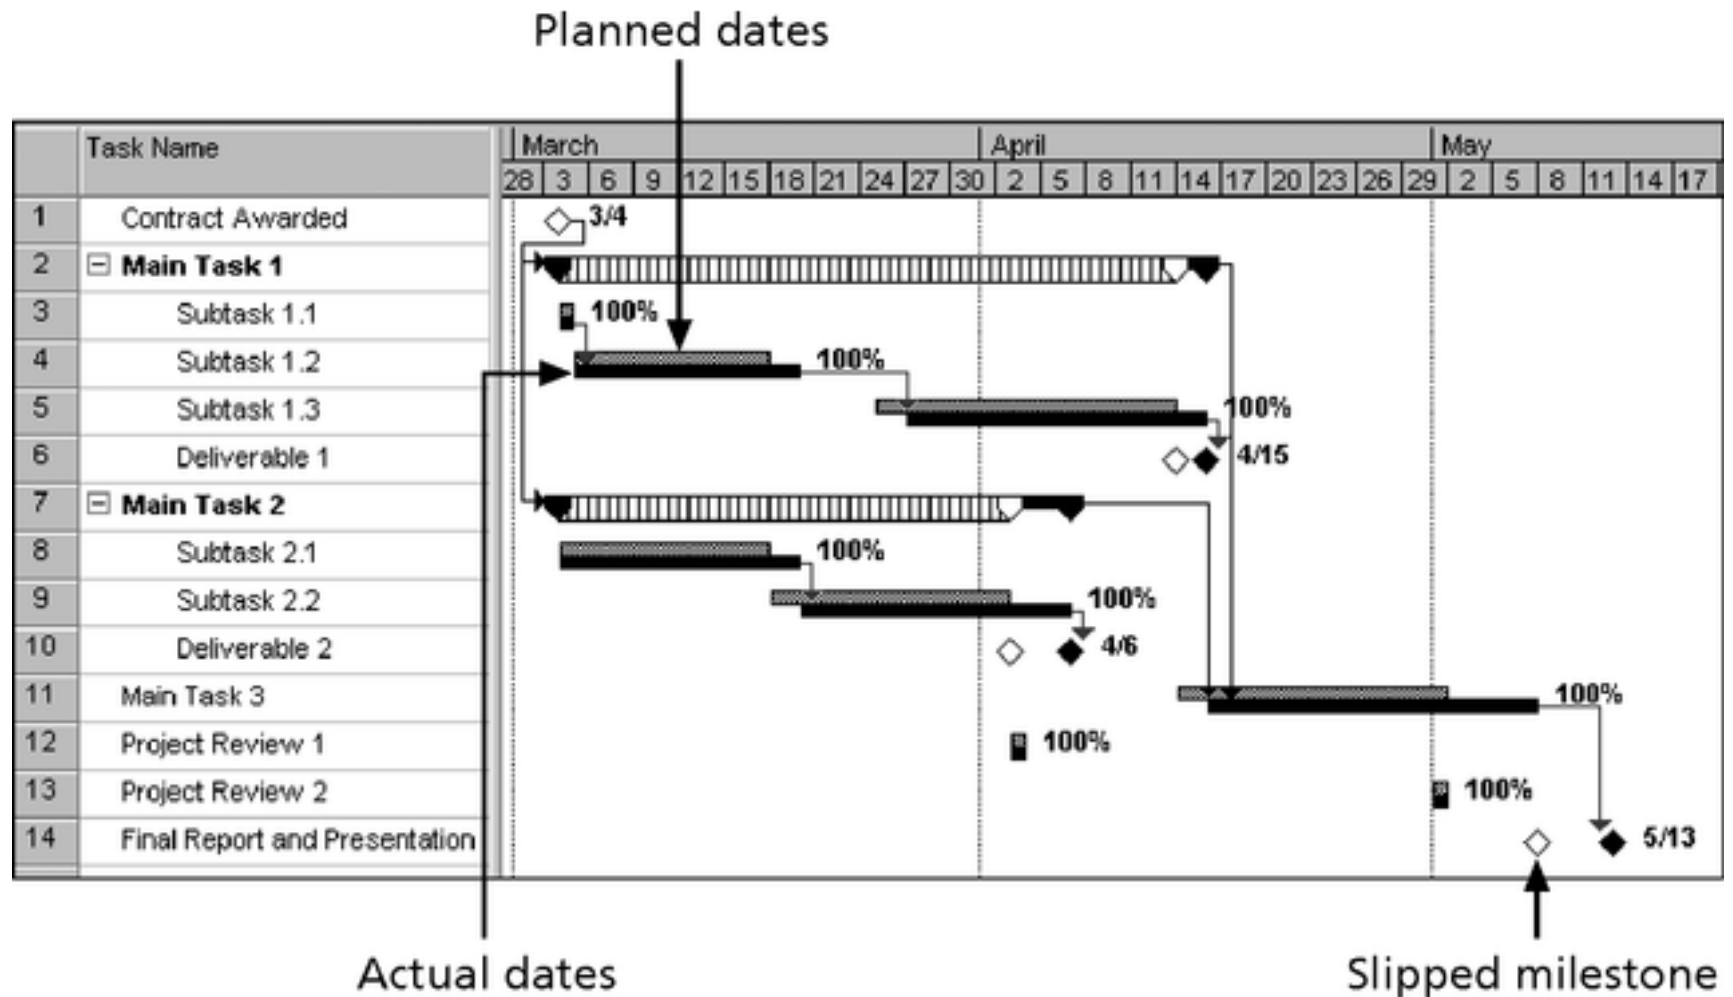 Planned dates
Task Name
March April May
28 3 6 9 12 15 18 21 24 27 30 2 5 8 11 14 17 20 23 26 29 2 5 8 11 14 17
1 Contract Awarded 3/4
2 Main Task 1
3 Subtask 1.1 100%
4 Subtask 1.2 100%
5 Subtask 1.3 100%
6 Deliverable 1 4/15
7 Main Task 2
8 Subtask 2.1 100%
9 Subtask 2.2 100%
10 Deliverable 2 4/6
11 Main Task 3 100%
12 Project Review 1 100%
13 Project Review 2 100%
14 Final Report and Presentation 5/13
Actual dates
Slipped milestone